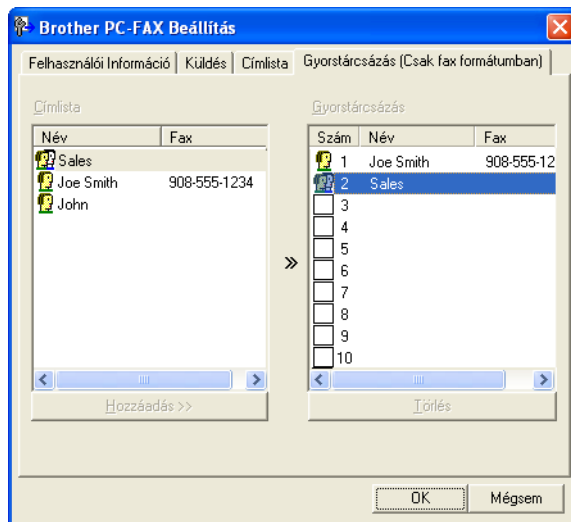 Brother PC-FAX Beállítás
Felhasználói Információ Küldés Címlista Gyorstárcsázás (Csak fax formátumban)
Címlista
Név Fax
Sales
Joe Smith 908-555-1234
John
Hozzáadás >>
Gyorstárcsázás
Szám Név Fax
1 Joe Smith 908-555-12
2 Sales
3
4
5
6
7
8
9
10
Törlés
OK Mégsem